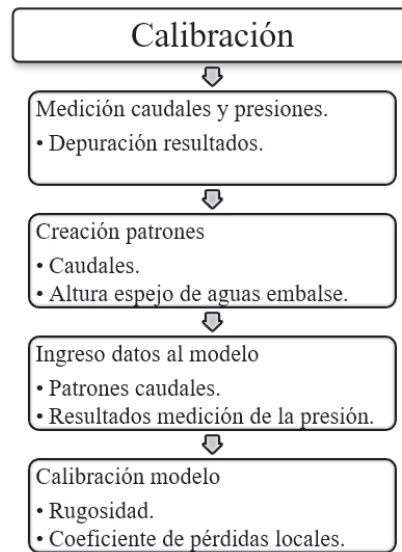 Calibración
Medición caudales y presiones.
• Depuración resultados.
Creación patrones
• Caudales.
• Altura espejo de aguas embalse.
Ingreso datos al modelo
• Patrones caudales.
• Resultados medición de la presión.
Calibración modelo
• Rugosidad.
• Coeficiente de pérdidas locales.